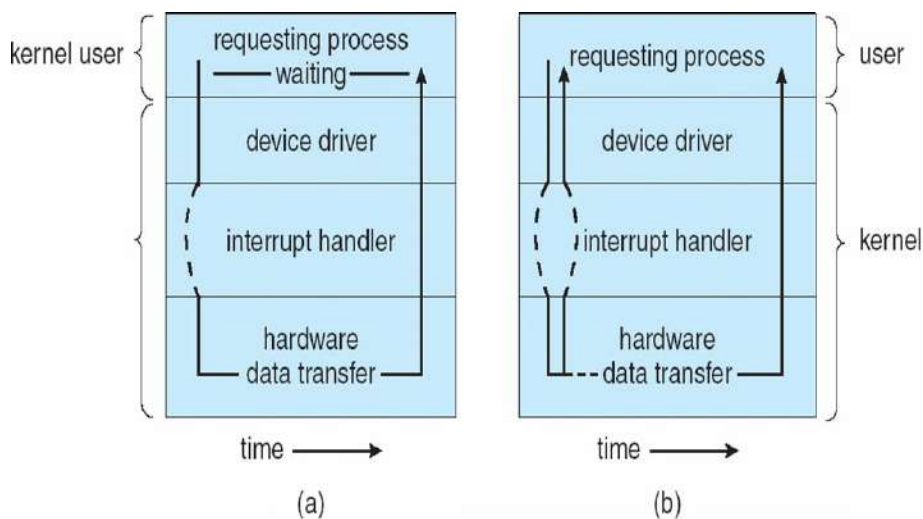 kernel user
requesting process
waiting
device driver
interrupt handler
hardware
data transfer
time
(a)
requesting process
user
device driver
interrupt handler
kernel
hardware
data transfer
time
(b)